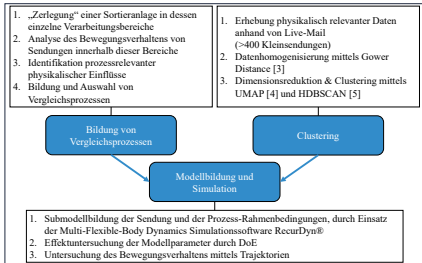 1. „Zerlegung“ einer Sortieranlage in dessen
einzelne Verarbeitungsbereiche
2. Analyse des Bewegungsverhaltens von
Sendungen innerhalb dieser Bereiche
3. Identifikation prozessrelevanter
physikalischer Einflüsse
4. Bildung und Auswahl von
Vergleichsprozessen
1. Erhebung physikalisch relevanter Daten
anhand von Live-Mail
(>400 Kleinsendungen)
2. Datenhomogenisierung mittels Gower
Distance [3]
3. Dimensionsreduktion & Clustering mittels
UMAP [4] und HDBSCAN [5]
Bildung von
Vergleichsprozessen
Clustering
Modellbildung und
Simulation
1. Submodellbildung der Sendung und der Prozess-Rahmenbedingungen, durch Einsatz
der Multi-Flexible-Body Dynamics Simulationssoftware RecurDyn®
2. Effektuntersuchung der Modellparameter durch DoE
3. Untersuchung des Bewegungsverhaltens mittels Trajektorien